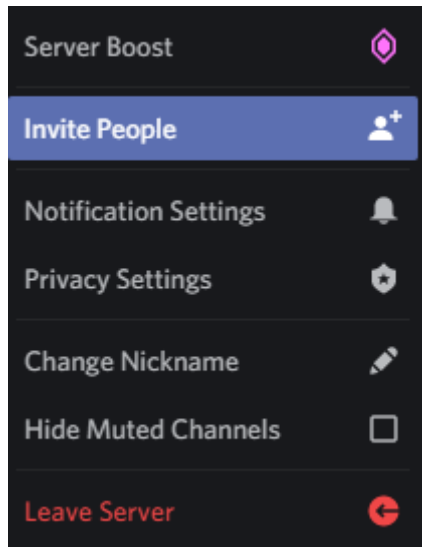 Server Boost
Invite People
Notification Settings
Privacy Settings
Change Nickname
Hide Muted Channels
Leave Server